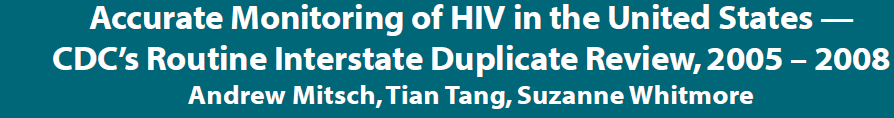 Accurate Monitoring of HIV in the United States —
CDC’s Routine Interstate Duplicate Review, 2005 – 2008
Andrew Mitsch, Tian Tang, Suzanne Whitmore